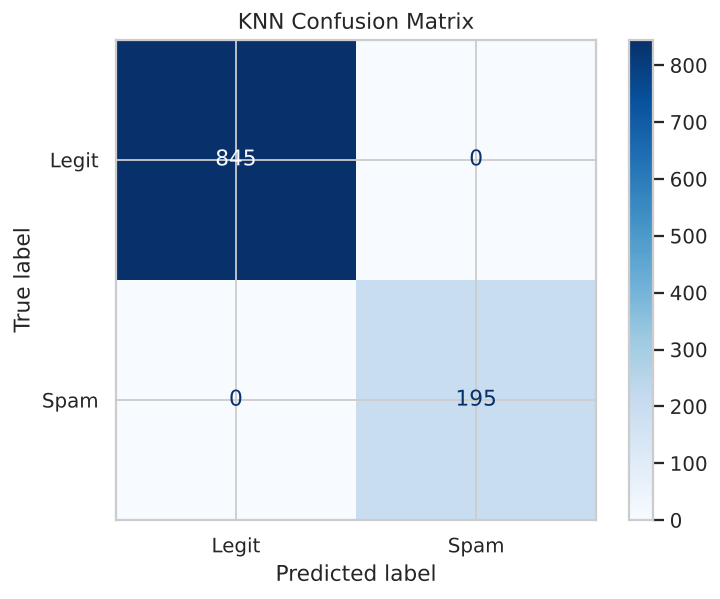 KNN Confusion Matrix
True label
Legit
845
0
Spam
0
195
Legit
Spam
Predicted label
800
700
600
500
400
300
200
100
0